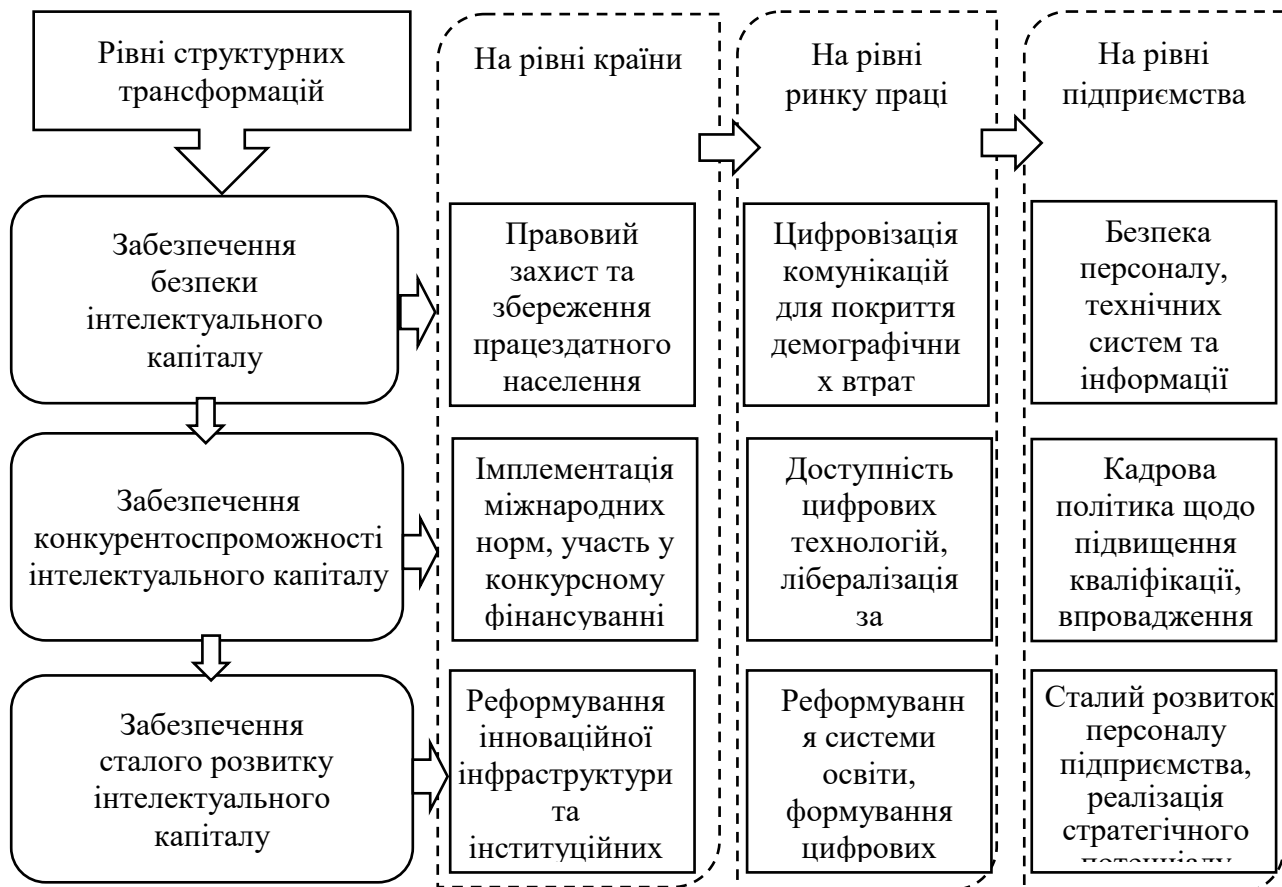 Рівні структурних
трансформацій
На рівні країни
На рівні
ринку праці
На рівні
підприємства
Забезпечення
безпеки
інтелектуального
капіталу
Правовий
захист та
збереження
працездатного
населення
Цифровізація
комунікацій
для покриття
демографічни
х втрат
Безпека
персоналу,
технічних
систем та
інформації
Забезпечення
конкурентоспроможності
інтелектуального капіталу
Імплементація
міжнародних
норм, участь у
конкурсному
фінансуванні
Доступність
цифрових
технологій,
лібералізація
за
Кадрова
політика щодо
підвищення
кваліфікації,
впровадження
Забезпечення
сталого розвитку
інтелектуального
капіталу
Реформування
інноваційної
інфраструктури
та
інституційних
Реформуванн
я системи
освіти,
формування
цифрових
Сталий розвиток
персоналу
підприємства,
реалізація
стратегічного